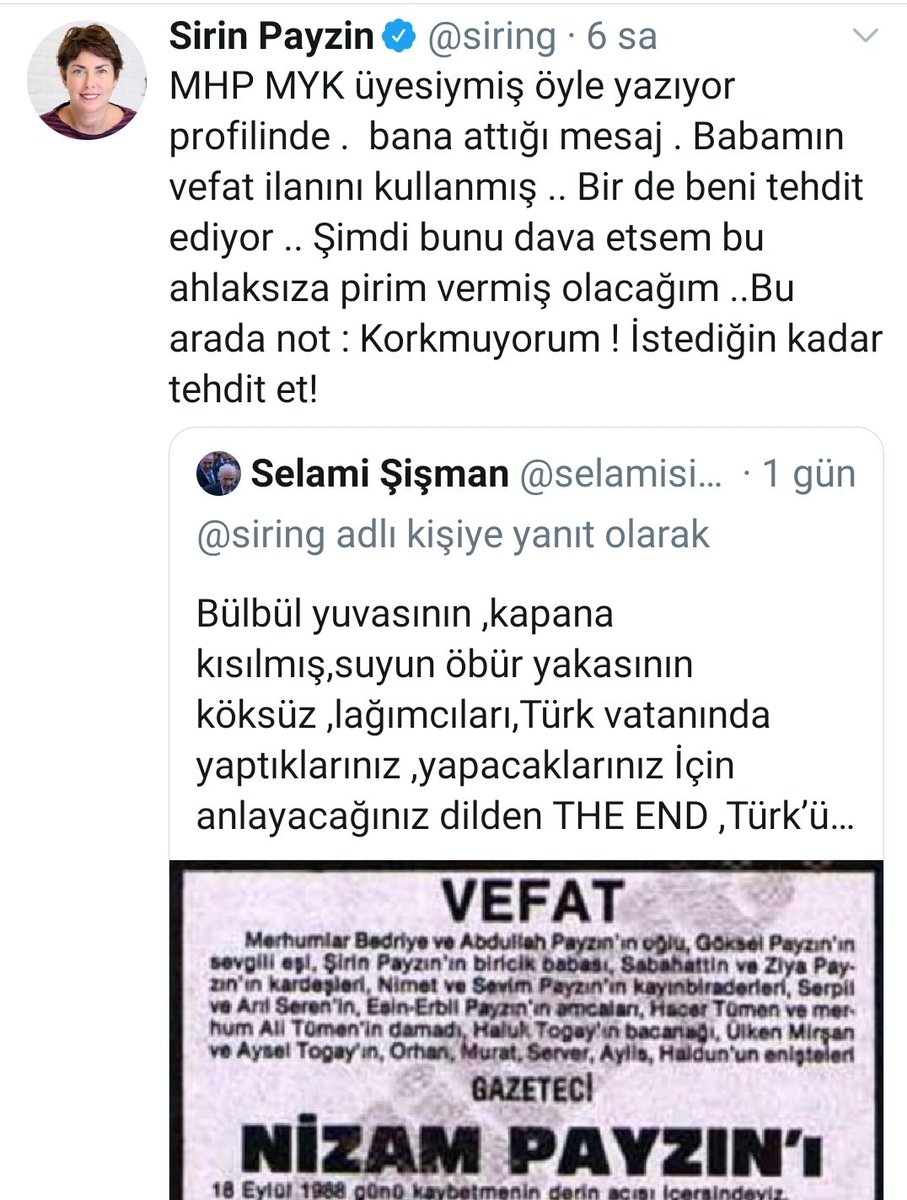 Sirin Payzin @siring · 6 sa
MHP MYK üyesiymiş öyle yazıyor
profilinde .  bana attığı mesaj . Babamın
vefat ilanını kullanmış .. Bir de beni tehdit
ediyor .. Şimdi bunu dava etsem bu
ahlaksıza pirim vermiş olacağım ..Bu
arada not : Korkmuyorum ! İstediğin kadar
tehdit et!
Selami Şişman @selamisi... · 1 gün
@siring adlı kişiye yanıt olarak
Bülbül yuvasının ,kapana
kısılmış,suyun öbür yakasının
köksüz ,lağımcıları,Türk vatanında
yaptıklarınız ,yapacaklarınız İçin
anlayacağınız dilden THE END ,Türk’ü...
VEFAT
Merhumlar Bedriye ve Abdullah Payzın'ın oğlu, Göksel Payzın'ın
sevgili eşi, Şirin Payzın'ın biricik babası, Sabahattin ve Ziya Pay-
zın'ın kardeşleri, Nimet ve Sevim Payzın'ın kayınbiraderleri, Serpil
ve Arıl Seren'in, Esin-Erbil Payzın'ın amcaları, Hacer Tümen ve mer-
hum Ali Tümen'in damadı, Haluk Togay'ın bacanağı, Ülken Mirşan
ve Aysel Togay'ın, Orhan, Murat, Server, Aylis, Haldun'un enişteleri
GAZETECİ
NİZAM PAYZIN'ı
18 Eylül 1988 günü kaybetmenin derin acısı içersindeyiz.